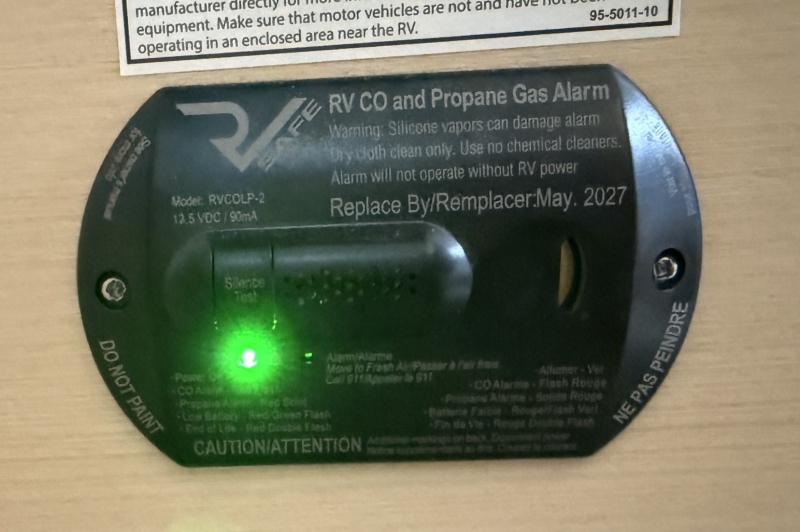 manufacturer directly for more
equipment. Make sure that motor vehicles are not and have not been
operating in an enclosed area near the RV.
95-5011-10
RV SAFE
RV CO and Propane Gas Alarm
Warning: Silicone vapors can damage alarm
Dry cloth clean only. Use no chemical cleaners.
Alarm will not operate without RV power
Model: RVCOLP-2
12.5 VDC / 90mA
Replace By/Remplacer:May. 2027
Silence
Test
Alarm/Alarme
Move to Fresh Air/Passer à l'air frais
Call 911/Appeler le 911
-Power
-CO
-Propane Alarm - Red Solid
-Low Battery - Red/Green Flash
-End of Life - Red Double Flash
-Allumer - Ver
-CO Alarme - Flash Rouge
-Propane Alarme - Solide Rouge
-Batterie Faible - Rouge/Flash Vert
-Fin de Vie - Rouge Double Flash
DO NOT PAINT
NE PAS PEINDRE
CAUTION/ATTENTION